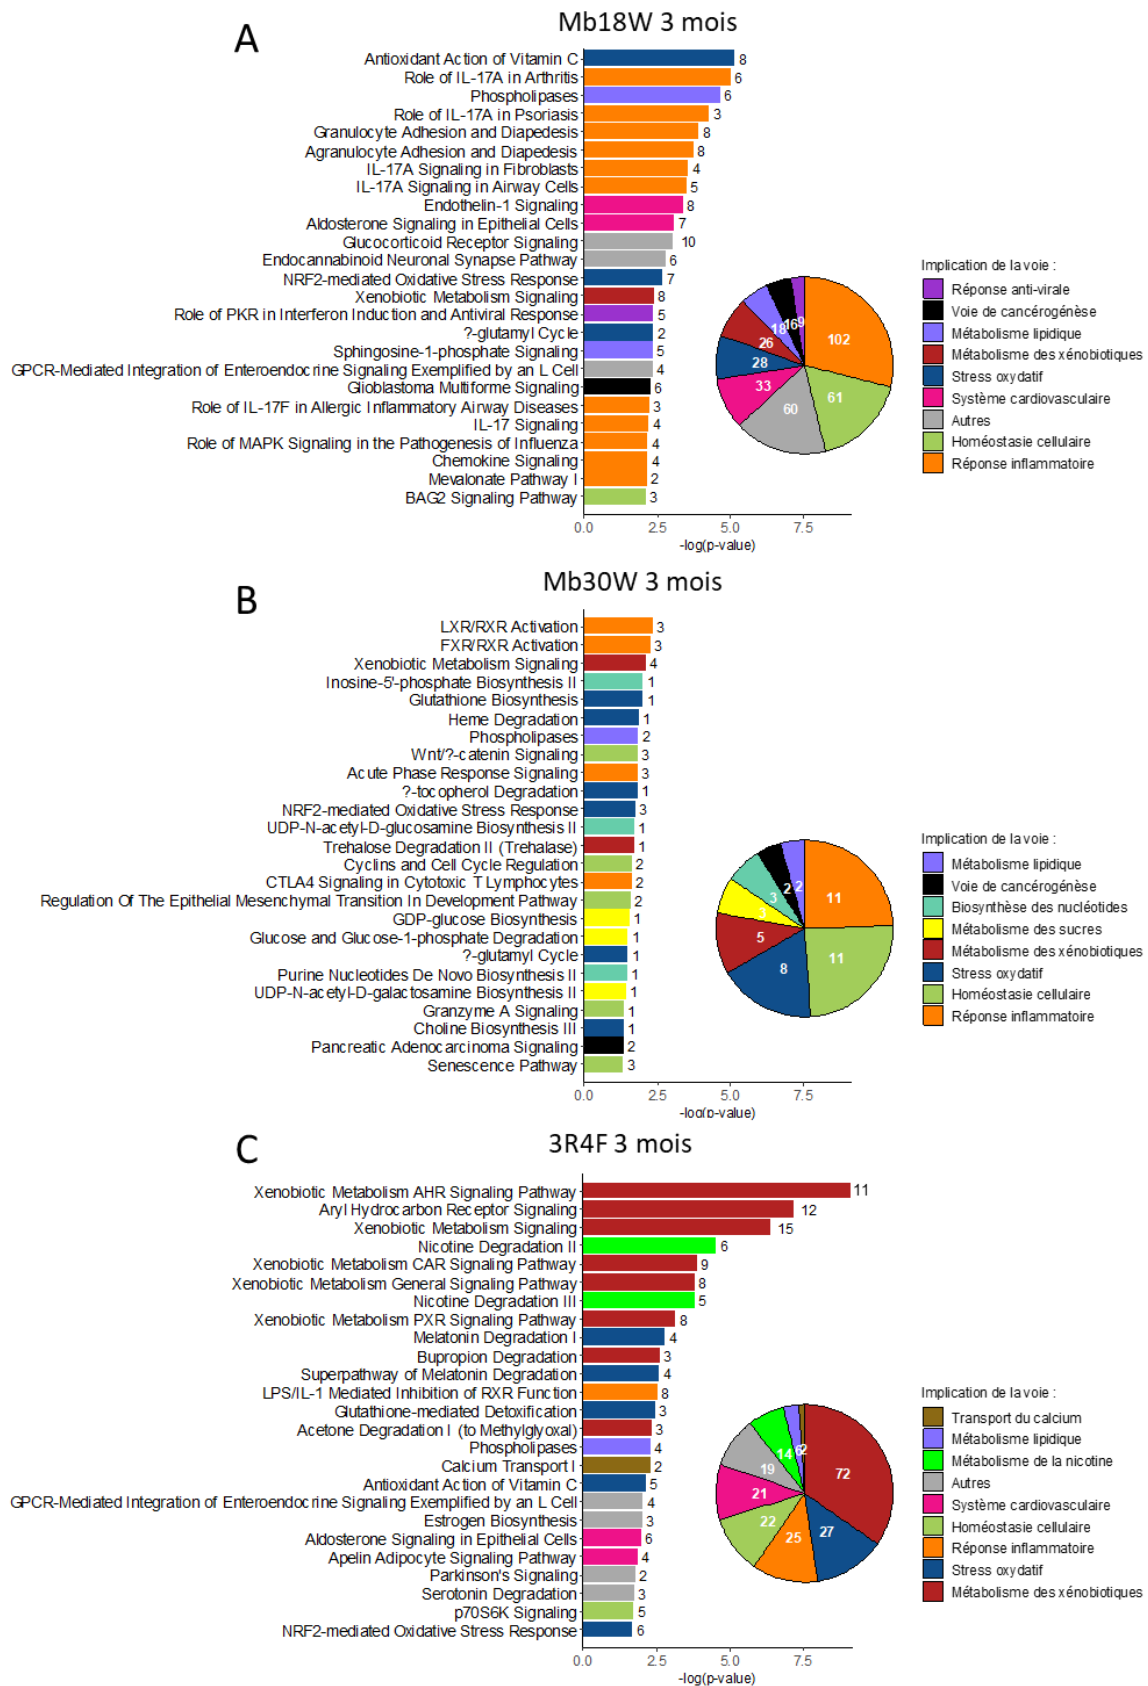 A
Mb18W 3 mois
Antioxidant Action of Vitamin C 8
Role of IL-17A in Arthritis 6
Phospholipases 6
Role of IL-17A in Psoriasis 3
Granulocyte Adhesion and Diapedesis 8
Agranulocyte Adhesion and Diapedesis 8
IL-17A Signaling in Fibroblasts 4
IL-17A Signaling in Airway Cells 5
Endothelin-1 Signaling 8
Aldosterone Signaling in Epithelial Cells 7
Glucocorticoid Receptor Signaling 10
Endocannabinoid Neuronal Synapse Pathway 6
NRF2-mediated Oxidative Stress Response 7
Xenobiotic Metabolism Signaling 8
Role of PKR in Interferon Induction and Antiviral Response 5
?-glutamyl Cycle 2
Sphingosine-1-phosphate Signaling 5
GPCR-Mediated Integration of Enteroendocrine Signaling Exemplified by an L Cell 4
Glioblastoma Multiforme Signaling 6
Role of IL-17F in Allergic Inflammatory Airway Diseases 3
IL-17 Signaling 4
Role of MAPK Signaling in the Pathogenesis of Influenza 4
Chemokine Signaling 4
Mevalonate Pathway I 2
BAG2 Signaling Pathway 3
0.0 2.5 5.0 7.5
-log(p-value)
102
61
60
33
28
26
18
16
9
Implication de la voie :
Réponse anti-virale
Voie de cancérogénèse
Métabolisme lipidique
Métabolisme des xénobiotiques
Stress oxydatif
Système cardiovasculaire
Autres
Homéostasie cellulaire
Réponse inflammatoire
B
Mb30W 3 mois
LXR/RXR Activation 3
FXR/RXR Activation 3
Xenobiotic Metabolism Signaling 4
Inosine-5'-phosphate Biosynthesis II 1
Glutathione Biosynthesis 1
Heme Degradation 1
Phospholipases 2
Wnt/?-catenin Signaling 3
Acute Phase Response Signaling 3
?-tocopherol Degradation 1
NRF2-mediated Oxidative Stress Response 3
UDP-N-acetyl-D-glucosamine Biosynthesis II 1
Trehalose Degradation II (Trehalase) 1
Cyclins and Cell Cycle Regulation 2
CTLA4 Signaling in Cytotoxic T Lymphocytes 2
Regulation Of The Epithelial Mesenchymal Transition In Development Pathway 2
GDP-glucose Biosynthesis 1
Glucose and Glucose-1-phosphate Degradation 1
?-glutamyl Cycle 1
Purine Nucleotides De Novo Biosynthesis II 1
UDP-N-acetyl-D-galactosamine Biosynthesis II 1
Granzyme A Signaling 1
Choline Biosynthesis III 1
Pancreatic Adenocarcinoma Signaling 2
Senescence Pathway 3
0.0 2.5 5.0 7.5
-log(p-value)
11
11
8
5
3
3
2
2
Implication de la voie :
Métabolisme lipidique
Voie de cancérogénèse
Biosynthèse des nucléotides
Métabolisme des sucres
Métabolisme des xénobiotiques
Stress oxydatif
Homéostasie cellulaire
Réponse inflammatoire
C
3R4F 3 mois
Xenobiotic Metabolism AHR Signaling Pathway 11
Aryl Hydrocarbon Receptor Signaling 12
Xenobiotic Metabolism Signaling 15
Nicotine Degradation II 6
Xenobiotic Metabolism CAR Signaling Pathway 9
Xenobiotic Metabolism General Signaling Pathway 8
Nicotine Degradation III 5
Xenobiotic Metabolism PXR Signaling Pathway 8
Melatonin Degradation I 4
Bupropion Degradation 3
Superpathway of Melatonin Degradation 4
LPS/IL-1 Mediated Inhibition of RXR Function 8
Glutathione-mediated Detoxification 3
Acetone Degradation I (to Methylglyoxal) 3
Phospholipases 4
Calcium Transport I 2
Antioxidant Action of Vitamin C 5
GPCR-Mediated Integration of Enteroendocrine Signaling Exemplified by an L Cell 4
Estrogen Biosynthesis 3
Aldosterone Signaling in Epithelial Cells 6
Apelin Adipocyte Signaling Pathway 4
Parkinson's Signaling 2
Serotonin Degradation 3
p70S6K Signaling 5
NRF2-mediated Oxidative Stress Response 6
0.0 2.5 5.0 7.5
-log(p-value)
72
27
25
22
21
19
14
6
2
Implication de la voie :
Transport du calcium
Métabolisme lipidique
Métabolisme de la nicotine
Autres
Système cardiovasculaire
Homéostasie cellulaire
Réponse inflammatoire
Stress oxydatif
Métabolisme des xénobiotiques